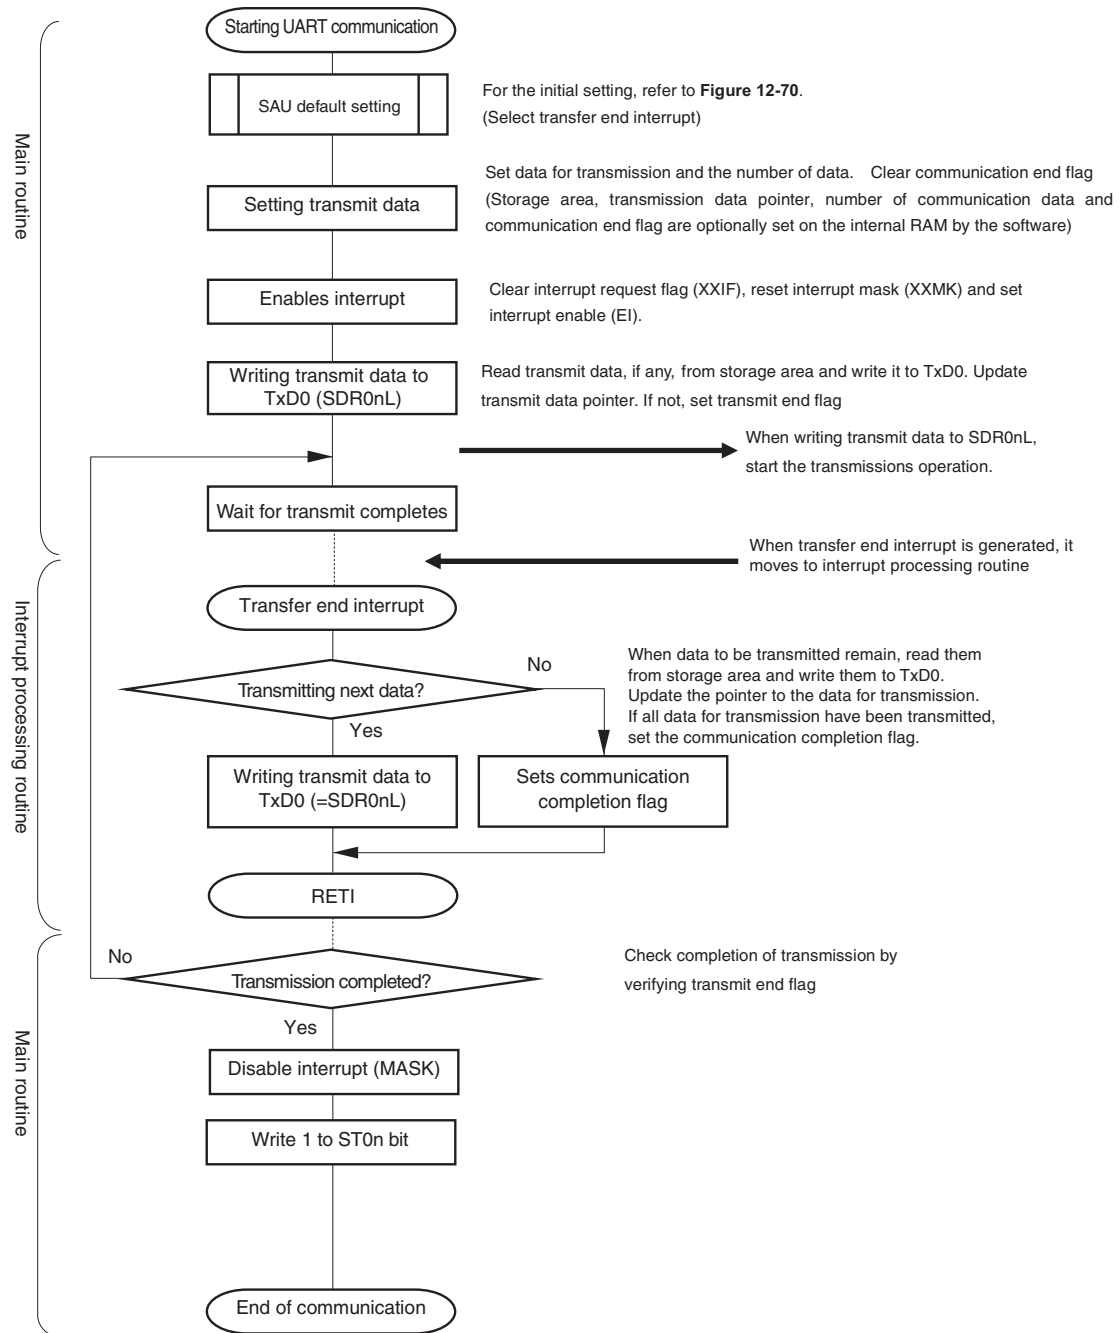 Starting UART communication
SAU default setting
For the initial setting, refer to Figure 12-70.
(Select transfer end interrupt)
Main routine
Setting transmit data
Set data for transmission and the number of data. Clear communication end flag
(Storage area, transmission data pointer, number of communication data and
communication end flag are optionally set on the internal RAM by the software)
Enables interrupt
Clear interrupt request flag (XXIF), reset interrupt mask (XXMK) and set
interrupt enable (EI).
Writing transmit data to
TxD0 (SDR0nL)
Read transmit data, if any, from storage area and write it to TxD0. Update
transmit data pointer. If not, set transmit end flag
When writing transmit data to SDR0nL,
start the transmissions operation.
Wait for transmit completes
When transfer end interrupt is generated, it
moves to interrupt processing routine
Interrupt processing routine
Transfer end interrupt
Transmitting next data?
No
Yes
When data to be transmitted remain, read them
from storage area and write them to TxD0.
Update the pointer to the data for transmission.
If all data for transmission have been transmitted,
set the communication completion flag.
Writing transmit data to
TxD0 (=SDR0nL)
Sets communication
completion flag
RETI
Main routine
No
Transmission completed?
Check completion of transmission by
verifying transmit end flag
Yes
Disable interrupt (MASK)
Write 1 to ST0n bit
End of communication